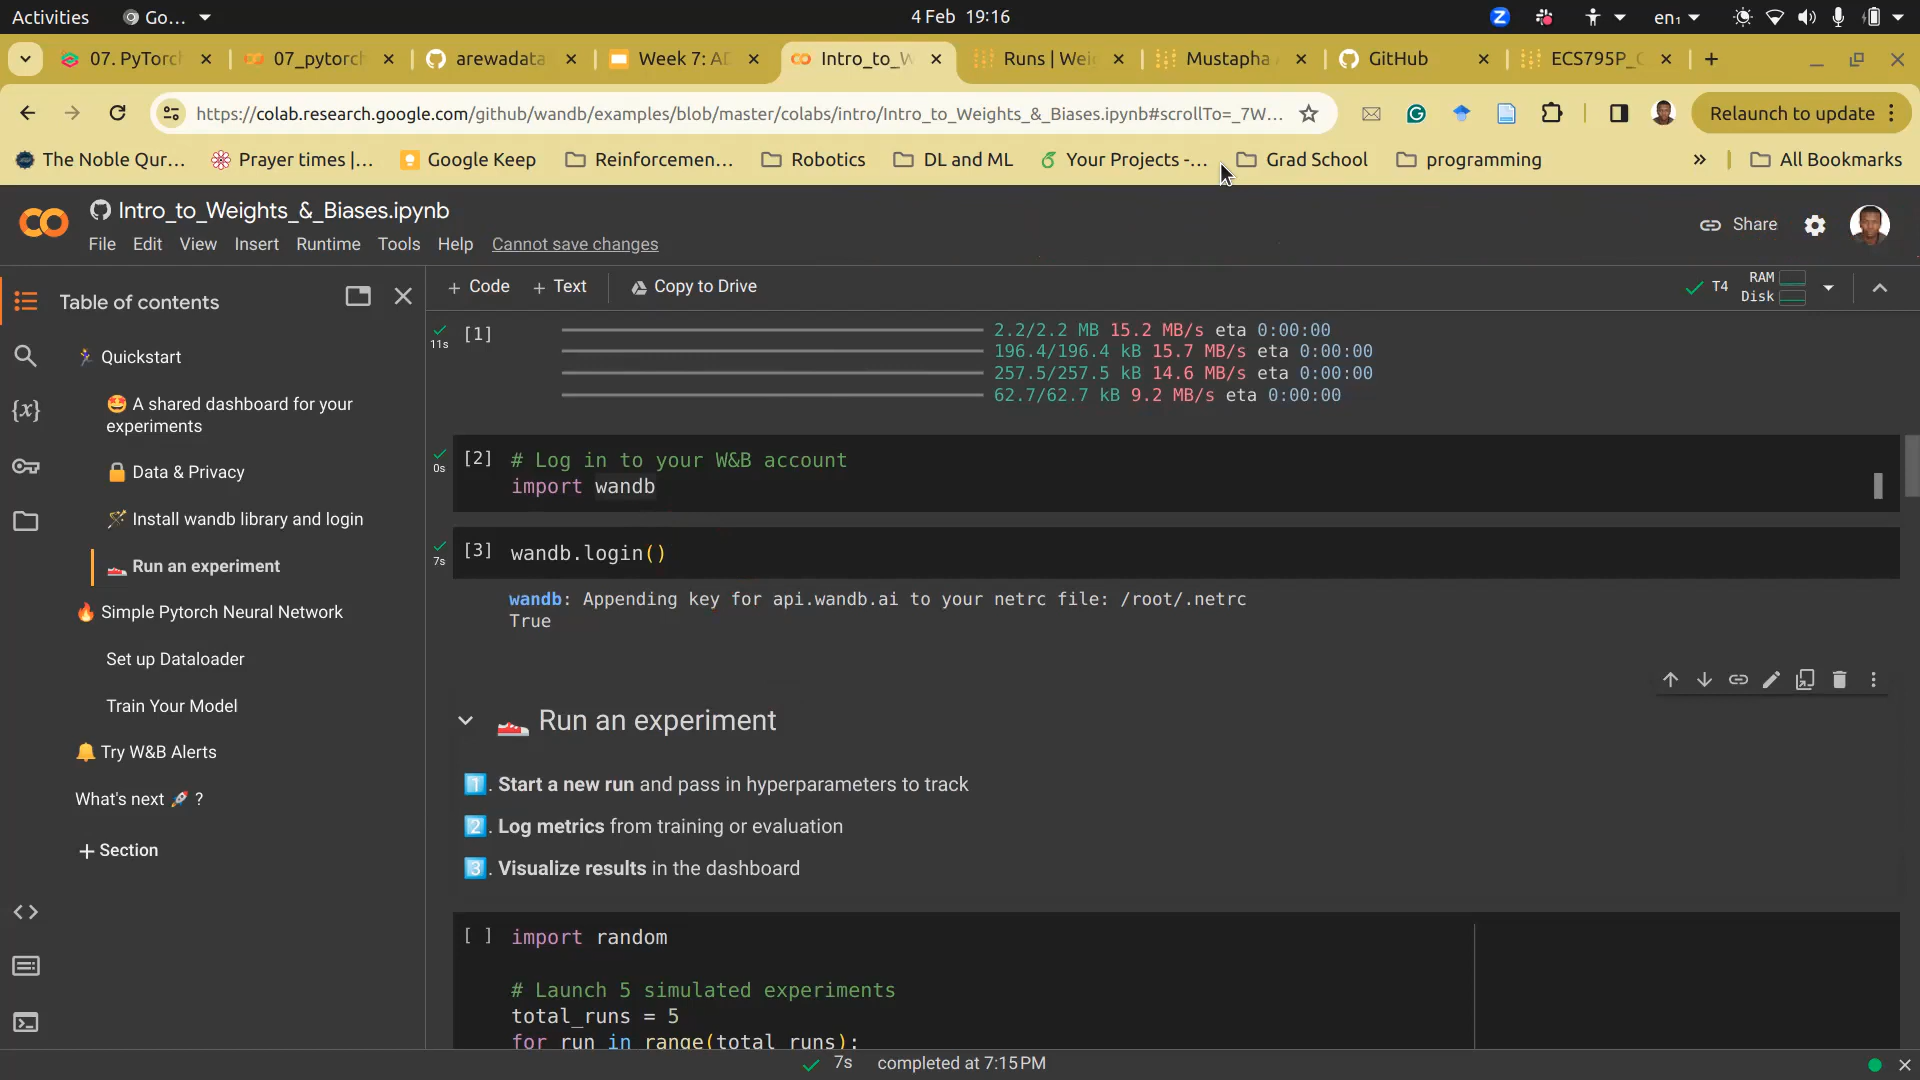 Activities
Go...
4 Feb 19:16
en₁
07. PyTorch
07_pytorch
arewadata
Week 7: AD
Intro_to_W
Runs | Wei
Mustapha
GitHub
ECS795P_
https://colab.research.google.com/github/wandb/examples/blob/master/colabs/intro/Intro_to_Weights_&_Biases.ipynb#scrollTo=_7W...
Relaunch to update
The Noble Qur...
Prayer times |...
Google Keep
Reinforcemen...
Robotics
DL and ML
Your Projects -...
Grad School
programming
»
All Bookmarks
Intro_to_Weights_&_Biases.ipynb
File Edit View Insert Runtime Tools Help Cannot save changes
Share
Table of contents
+ Code + Text
Copy to Drive
T4
RAM
Disk
🏃‍♀️ Quickstart
🤩 A shared dashboard for your
experiments
🔒 Data & Privacy
🪄 Install wandb library and login
👟 Run an experiment
🔥 Simple Pytorch Neural Network
Set up Dataloader
Train Your Model
🔔 Try W&B Alerts
What's next 🚀 ?
+ Section
{x}
11s
[1]
2.2/2.2 MB 15.2 MB/s eta 0:00:00
196.4/196.4 kB 15.7 MB/s eta 0:00:00
257.5/257.5 kB 14.6 MB/s eta 0:00:00
62.7/62.7 kB 9.2 MB/s eta 0:00:00
0s
[2] # Log in to your W&B account
import wandb
7s
[3] wandb.login()
wandb: Appending key for api.wandb.ai to your netrc file: /root/.netrc
True
👟 Run an experiment
1️⃣. Start a new run and pass in hyperparameters to track
2️⃣. Log metrics from training or evaluation
3️⃣. Visualize results in the dashboard
[ ] import random
# Launch 5 simulated experiments
total_runs = 5
for run in range(total_runs):
7s completed at 7:15 PM